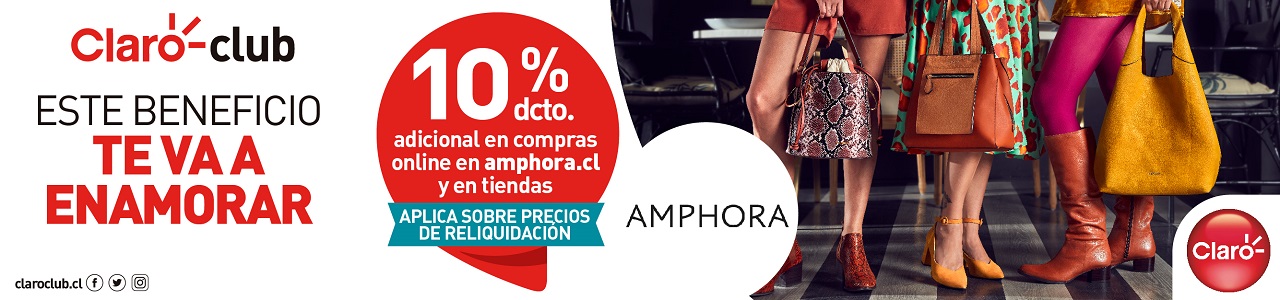 Claro-club
ESTE BENEFICIO
TE VA A
ENAMORAR
claroclub.cl
10%
dcto.
adicional en compras
online en amphora.cl
y en tiendas
APLICA SOBRE PRECIOS
DE RELIQUIDACIÓN
AMPHORA
Claro-